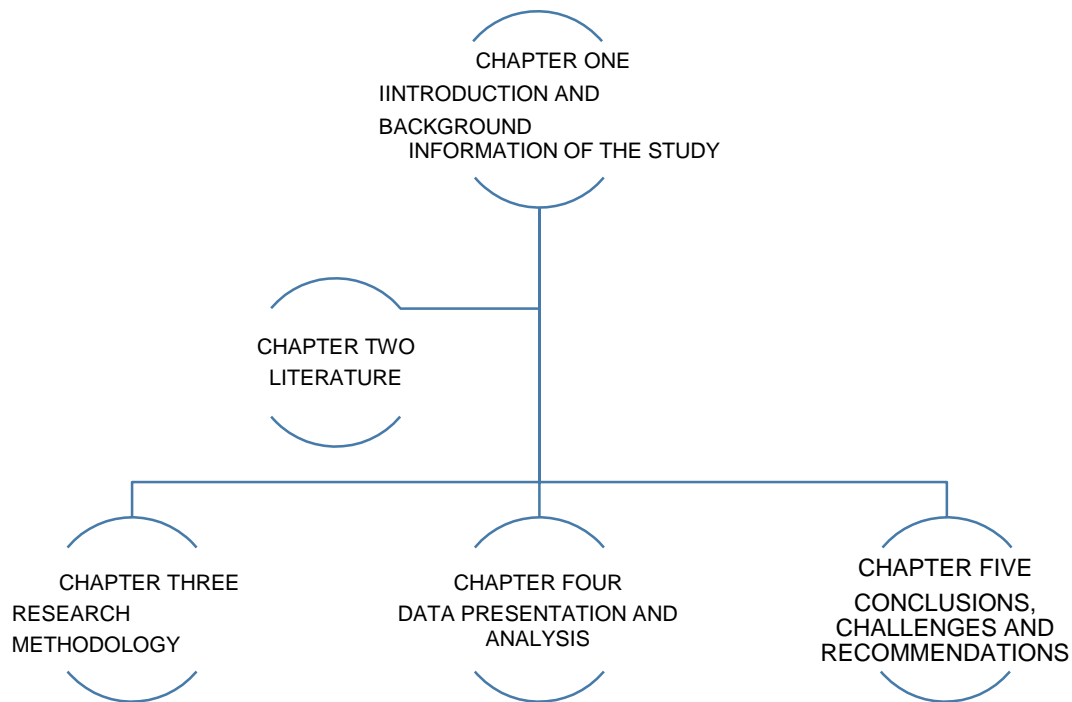 CHAPTER ONE
IINTRODUCTION AND
BACKGROUND
INFORMATION OF THE STUDY
CHAPTER TWO
LITERATURE
CHAPTER THREE
RESEARCH
METHODOLOGY
CHAPTER FOUR
DATA PRESENTATION AND
ANALYSIS
CHAPTER FIVE
CONCLUSIONS,
CHALLENGES AND
RECOMMENDATIONS